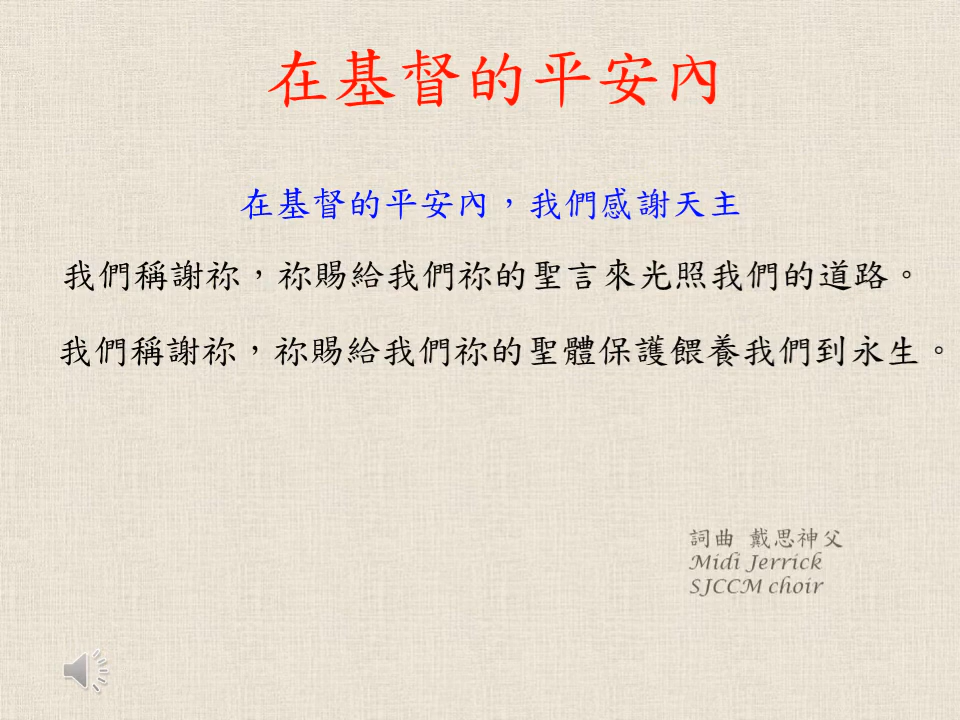 在基督的平安內
在基督的平安內，我們感謝天主
我們稱謝祢，祢賜給我們祢的聖言來光照我們的道路。
我們稱謝祢，祢賜給我們祢的聖體保護餵養我們到永生。
詞曲 戴思神父
Midi Jerrick
SJCCM choir